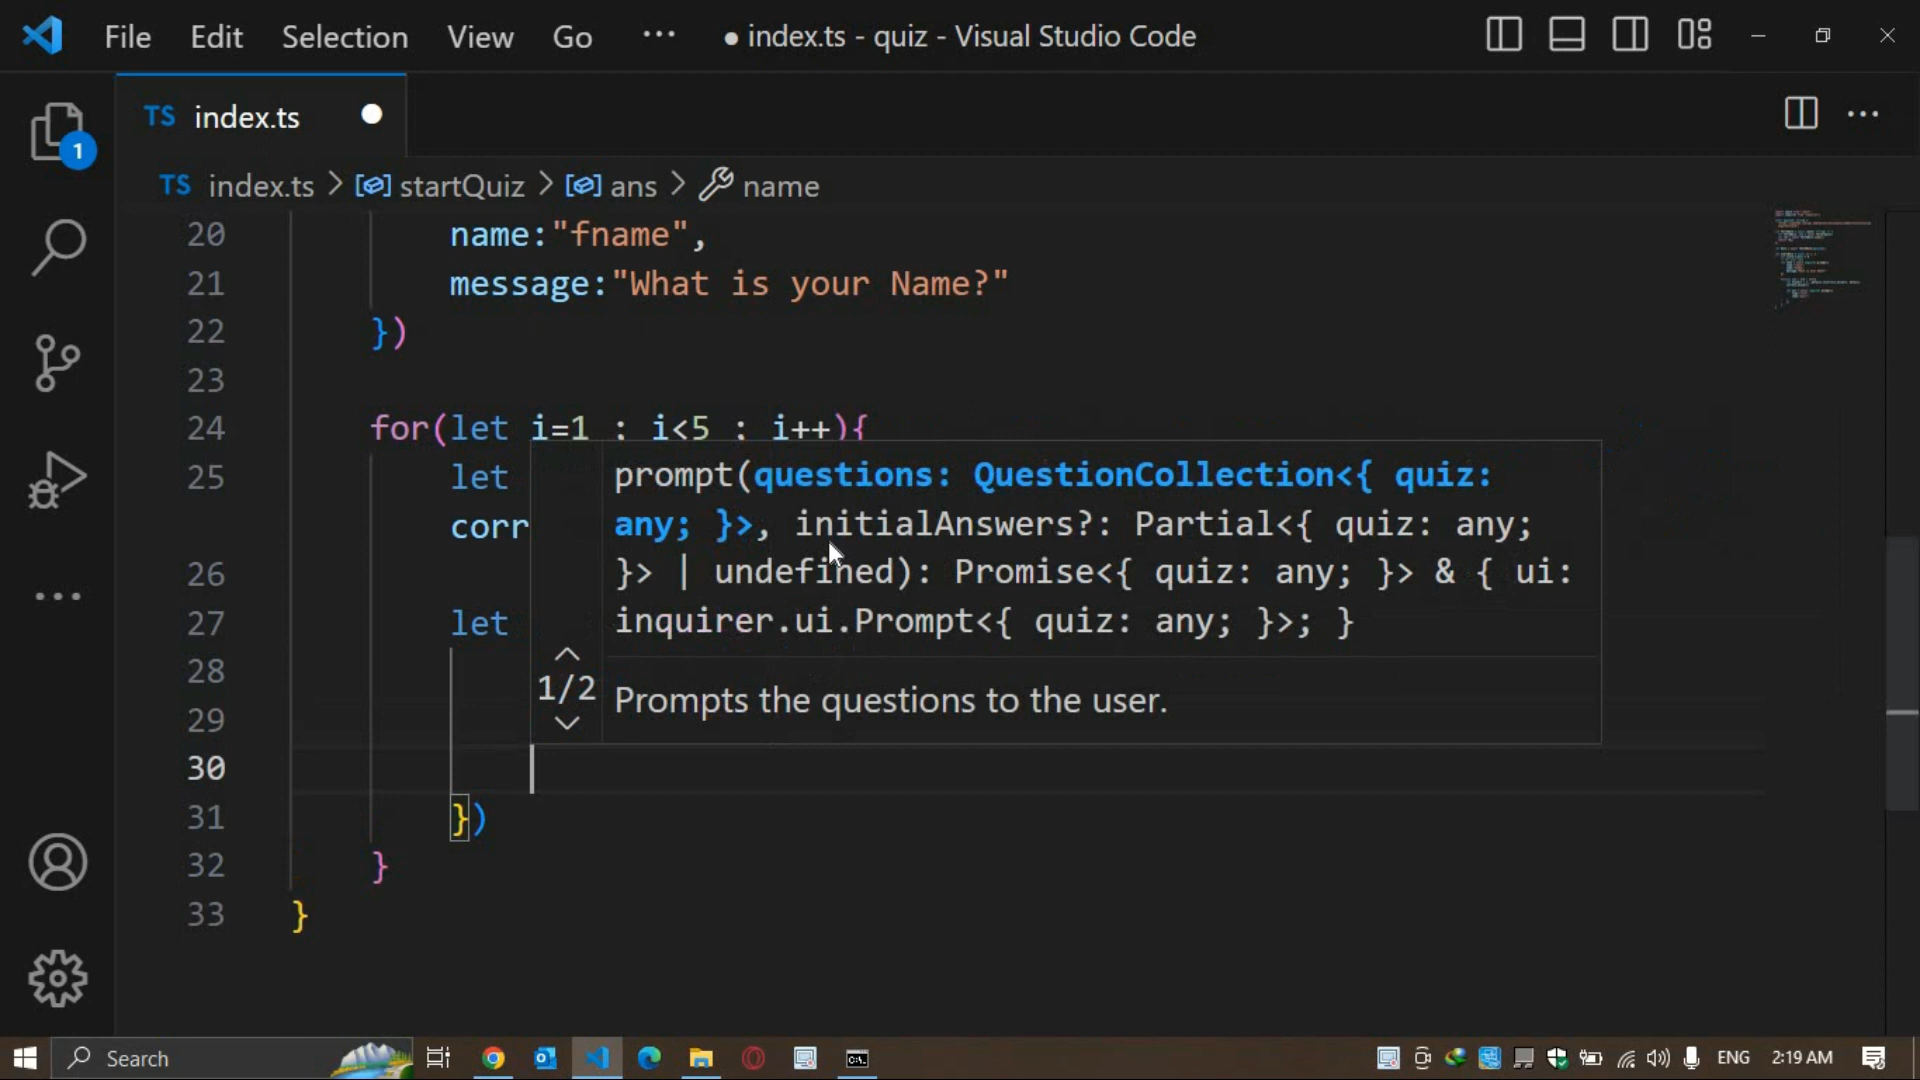 File Edit Selection View Go ··· ● index.ts - quiz - Visual Studio Code
TS index.ts
1
TS index.ts > startQuiz > ans > name
20 name:"fname",
21 message:"What is your Name?"
22 })
23
24 for(let i=1 ; i<5 ; i++){
25 let
corr
26
27 let
28
29
30
31 })
32 }
33 }
prompt(questions: QuestionCollection<{ quiz:
any; }>, initialAnswers?: Partial<{ quiz: any;
}> | undefined): Promise<{ quiz: any; }> & { ui:
inquirer.ui.Prompt<{ quiz: any; }>; }
1/2
Prompts the questions to the user.
Search
ENG 2:19 AM